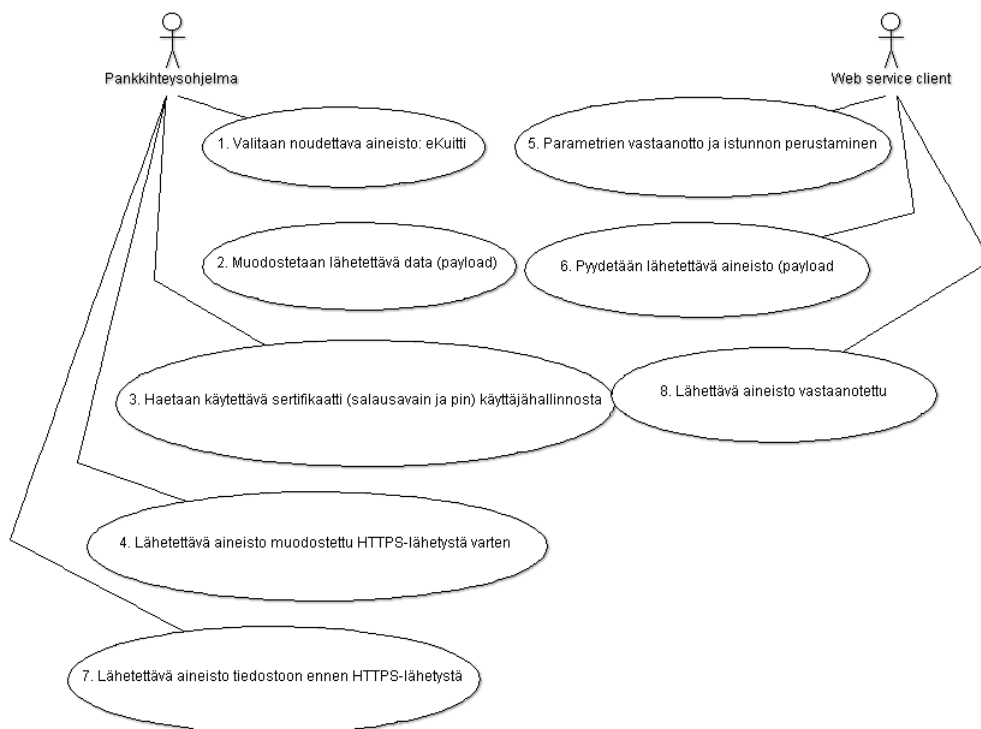 Pankkihteysohjelma
Web service client
1. Valitaan noudettava aineisto: eKuitti
5. Parametrien vastaanotto ja istunnon perustaminen
2. Muodostetaan lähetettävä data (payload)
6. Pyydetään lähetettävä aineisto (payload
3. Haetaan käytettävä sertifikaatti (salausavain ja pin) käyttäjähallinnosta
8. Lähettävä aineisto vastaanotettu
4. Lähetettävä aineisto muodostettu HTTPS-lähetystä varten
7. Lähetettävä aineisto tiedostoon ennen HTTPS-lähetystä